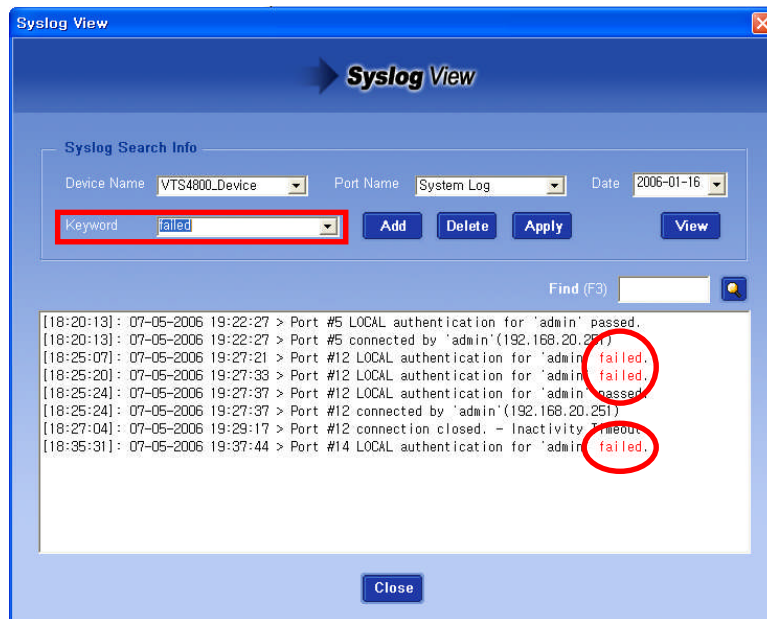 Syslog View
Syslog View
Syslog Search Info
Device Name VTS4800_Device Port Name System Log Date 2006-01-16
Keyword failed Add Delete Apply View
Find (F3)
[18:20:13]: 07-05-2006 19:22:27 > Port #5 LOCAL authentication for 'admin' passed.
[18:20:13]: 07-05-2006 19:22:27 > Port #5 connected by 'admin'(192.168.20.251)
[18:25:07]: 07-05-2006 19:27:21 > Port #12 LOCAL authentication for 'admin' failed.
[18:25:20]: 07-05-2006 19:27:33 > Port #12 LOCAL authentication for 'admin' failed.
[18:25:24]: 07-05-2006 19:27:37 > Port #12 LOCAL authentication for 'admin' passed.
[18:25:24]: 07-05-2006 19:27:37 > Port #12 connected by 'admin'(192.168.20.251)
[18:27:04]: 07-05-2006 19:29:17 > Port #12 connection closed. - Inactivity Timeout
[18:35:31]: 07-05-2006 19:37:44 > Port #14 LOCAL authentication for 'admin' failed.
Close